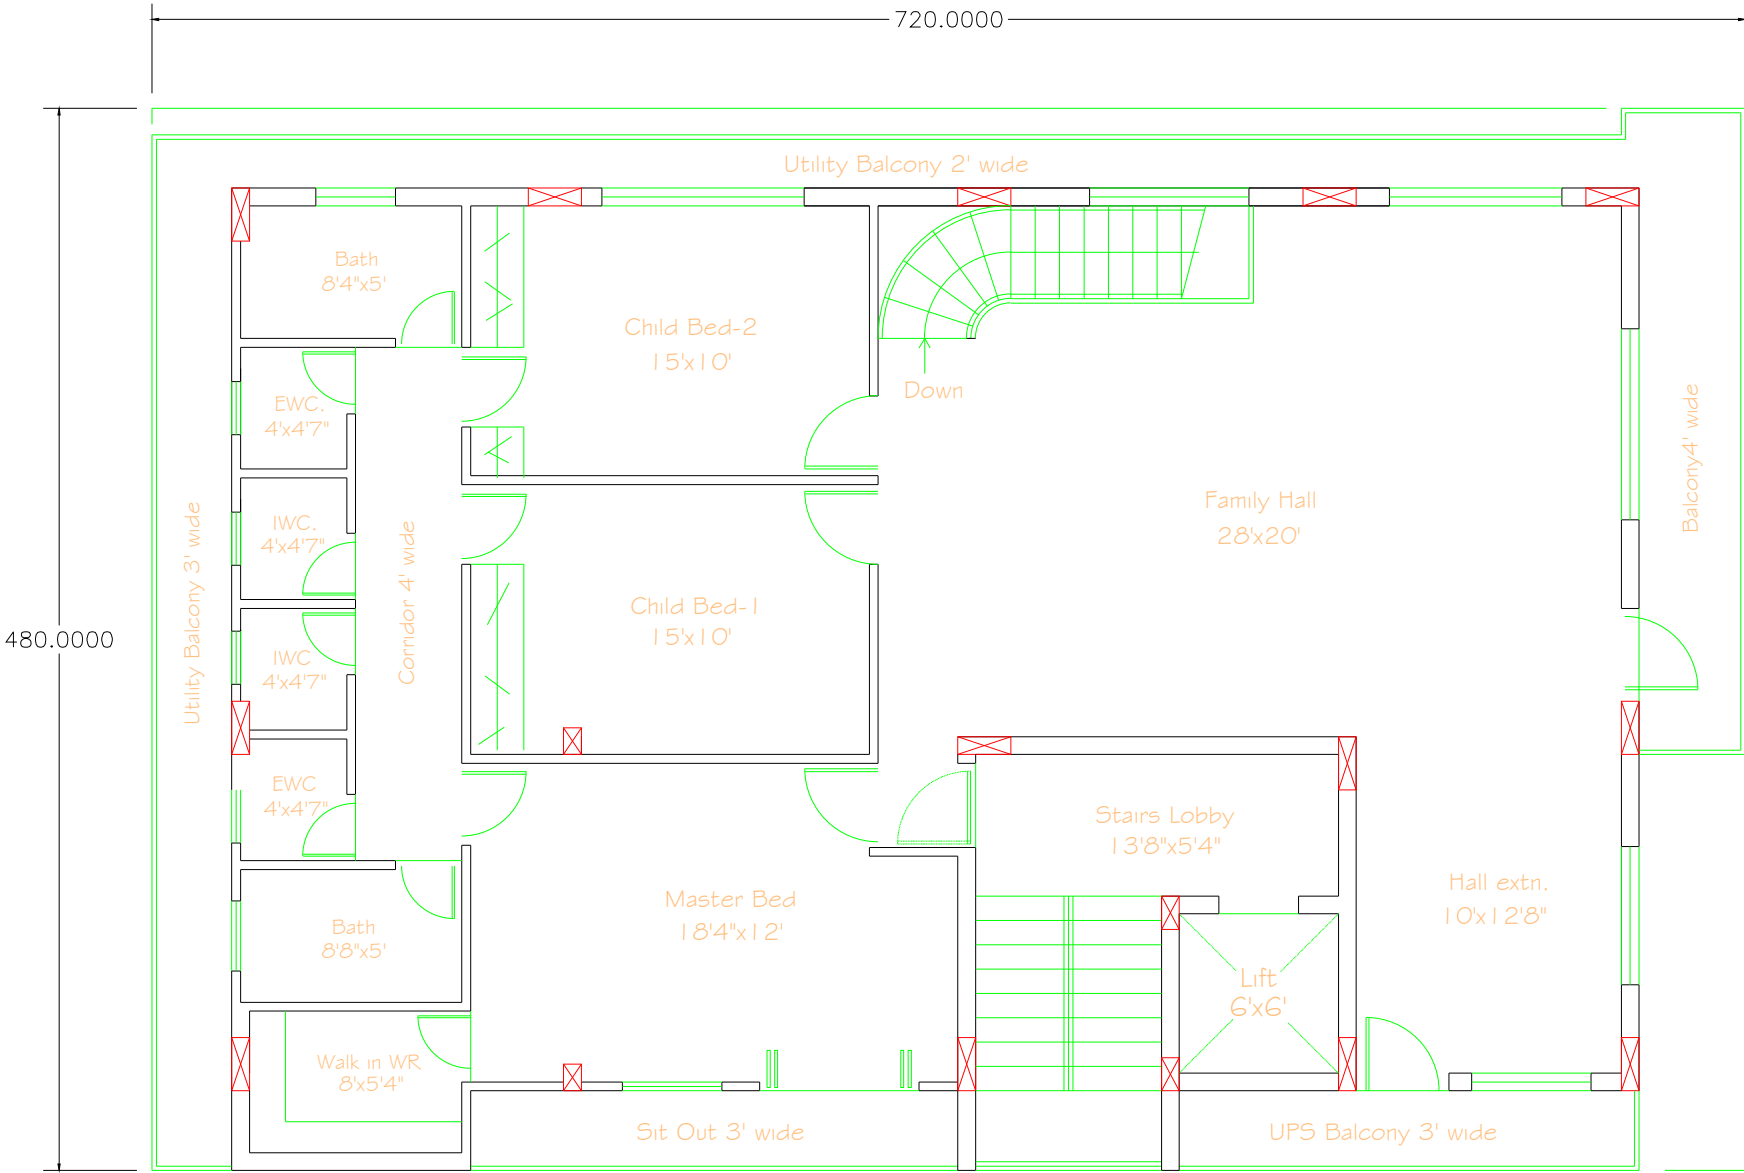 720.0000
Utility Balcony 2' wide
Bath
8'4"x5'
Child Bed-2
15'x10'
Down
EWC.
4'x4'7"
Balcony4' wide
Family Hall
28'x20'
IWC.
4'x4'7"
Corridor 4' wide
Utility Balcony 3' wide
480.0000
Child Bed-1
15'x10'
IWC
4'x4'7"
EWC
4'x4'7"
Stairs Lobby
13'8"x5'4"
Master Bed
18'4"x12'
Hall extn.
10'x12'8"
Bath
8'8"x5'
Lift
6'x6'
Walk in WR
8'x5'4"
Sit Out 3' wide
UPS Balcony 3' wide